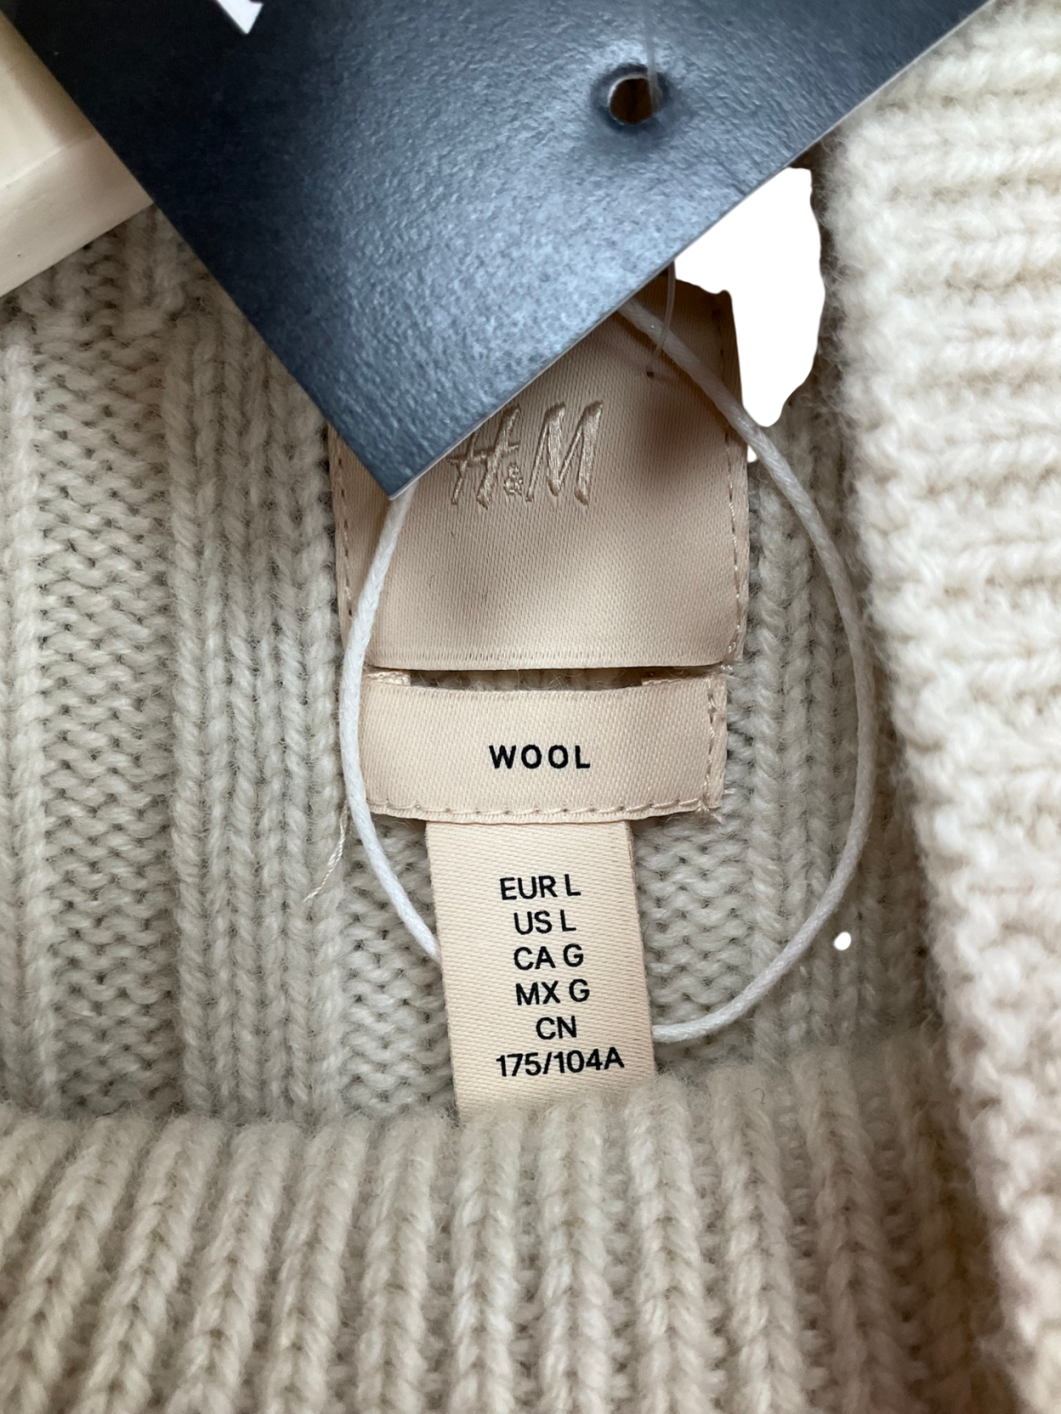 H&M
WOOL
EUR L
US L
CA G
MX G
CN
175/104A